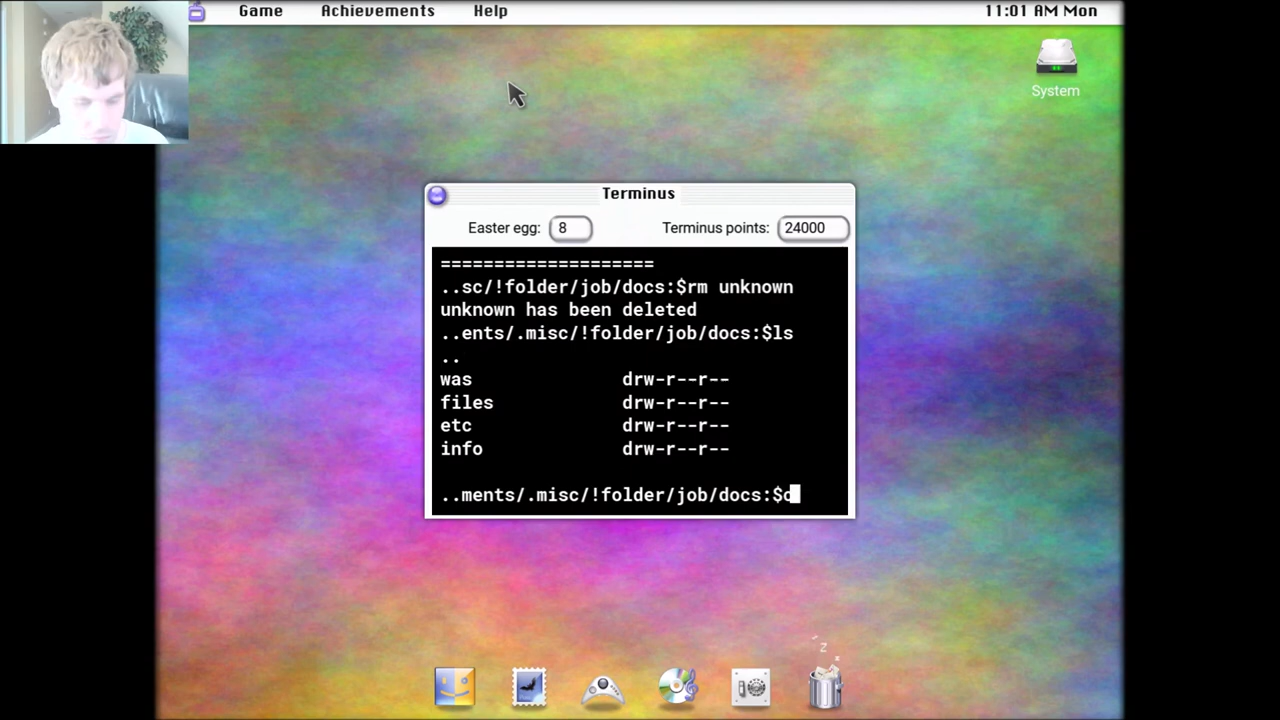 Game Achievements Help 11:01 AM Mon
System
Terminus
Easter egg: 8 Terminus points: 24000
====================
..sc/!folder/job/docs:$rm unknown
unknown has been deleted
..ents/.misc/!folder/job/docs:$ls
..
was drw-r--r--
files drw-r--r--
etc drw-r--r--
info drw-r--r--
..ments/.misc/!folder/job/docs:$c
z
z